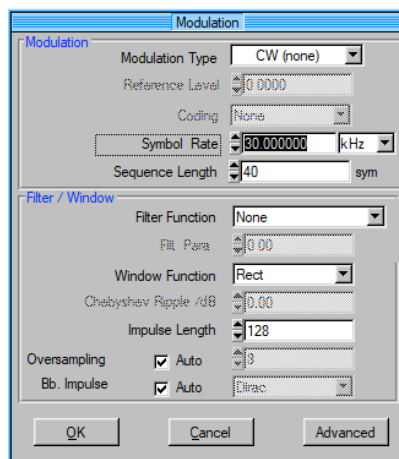 Modulation
Modulation
Modulation Type CW (none)
Reference Level 0.0000
Coding None
Symbol Rate 30.000000 kHz
Sequence Length 40 sym
Filter / Window
Filter Function None
Filt. Para 0.00
Window Function Rect
Chebyshev Ripple /dB 0.00
Impulse Length 128
Oversampling Auto 8
Bb. Impulse Auto Dirac
OK Cancel Advanced